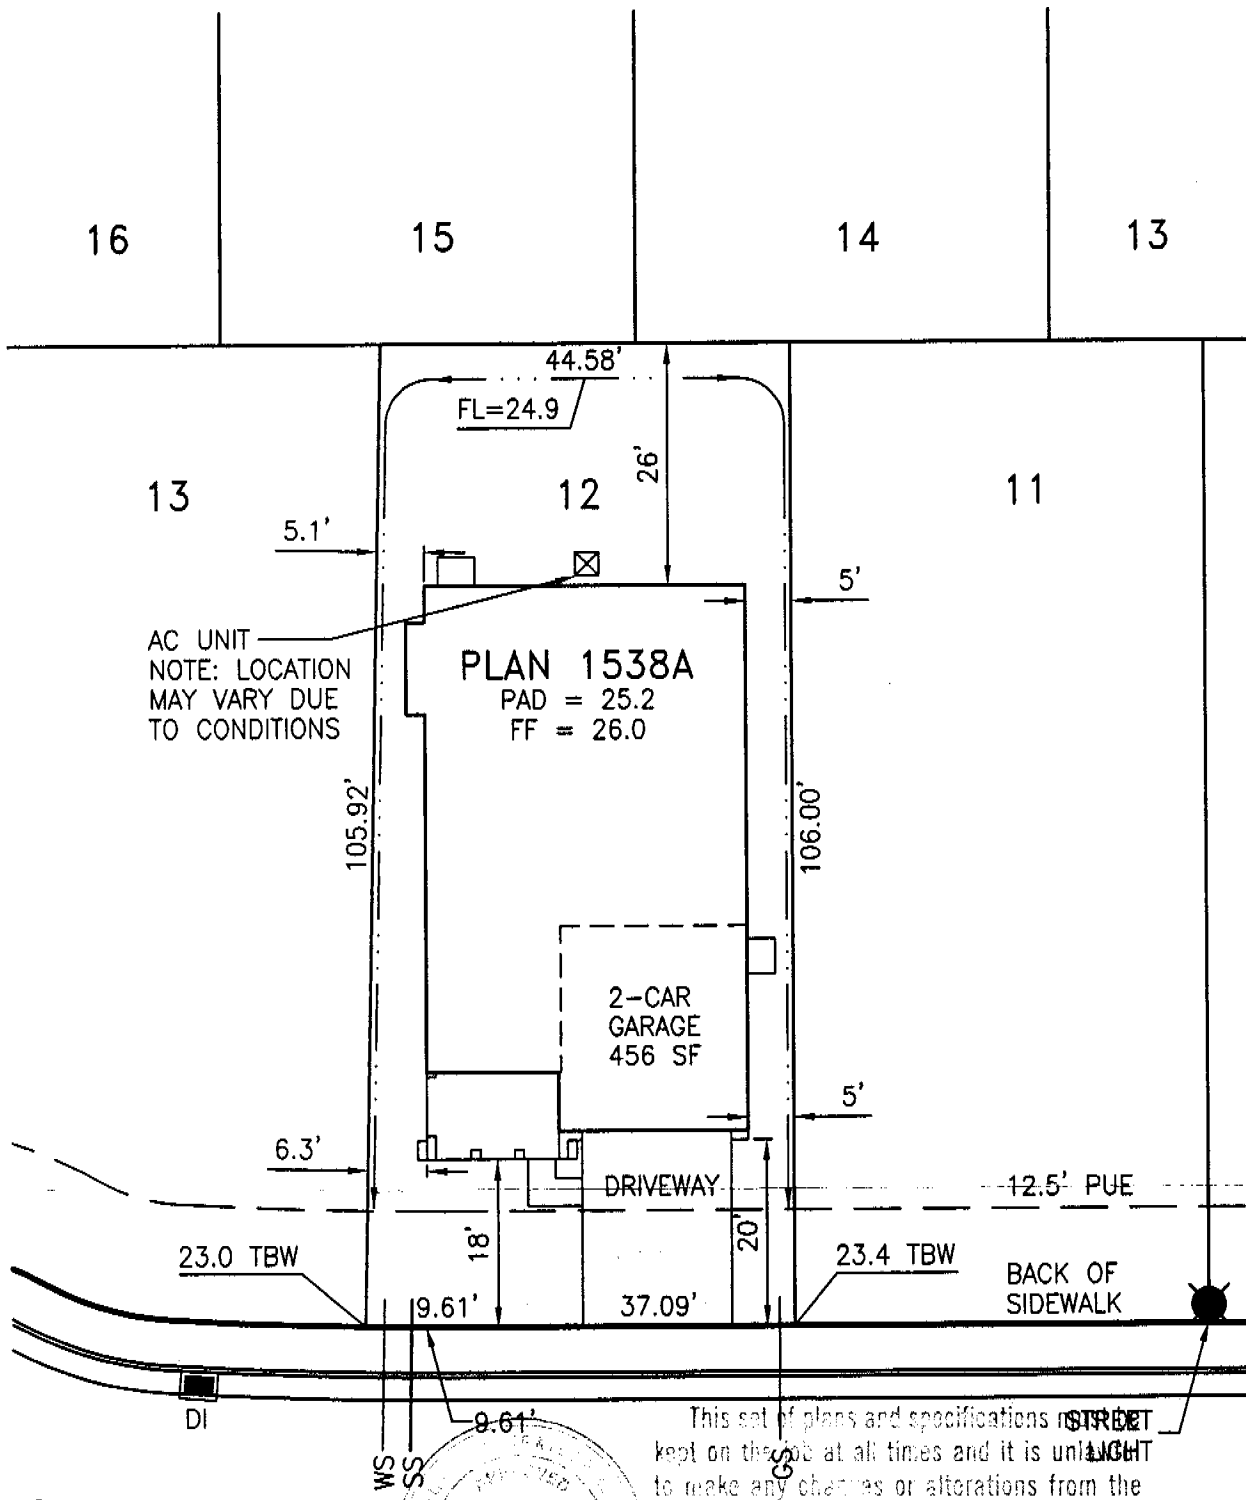 16
15
14
13
44.58'
FL=24.9
26'
13
12
11
5.1'
5'
AC UNIT
NOTE: LOCATION
MAY VARY DUE
TO CONDITIONS
PLAN 1538A
PAD = 25.2
FF = 26.0
105.92'
106.00'
2-CAR
GARAGE
456 SF
5'
6.3'
DRIVEWAY
12.5' PUE
18'
20'
23.0 TBW
23.4 TBW
BACK OF
SIDEWALK
9.61'
37.09'
DI
9.61'
WS
SS
GS
STREET
LIGHT
This set of plans and specifications
kept on the job at all times and it is
to make any changes or alterations from the